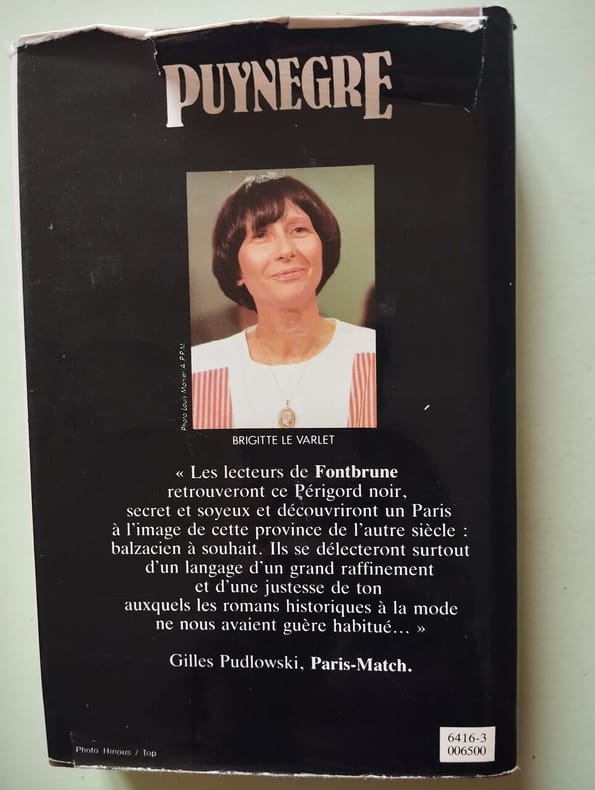 PUYNEGRE
Photo Louis Monier A.P.P.M.
BRIGITTE LE VARLET
« Les lecteurs de Fontbrune
retrouveront ce Périgord noir,
secret et soyeux et découvriront un Paris
à l'image de cette province de l'autre siècle :
balzacien à souhait. Ils se délecteront surtout
d'un langage d'un grand raffinement
et d'une justesse de ton
auxquels les romans historiques à la mode
ne nous avaient guère habitué... »
Gilles Pudlowski, Paris-Match.
Photo Hinous / Top
6416-3
006500